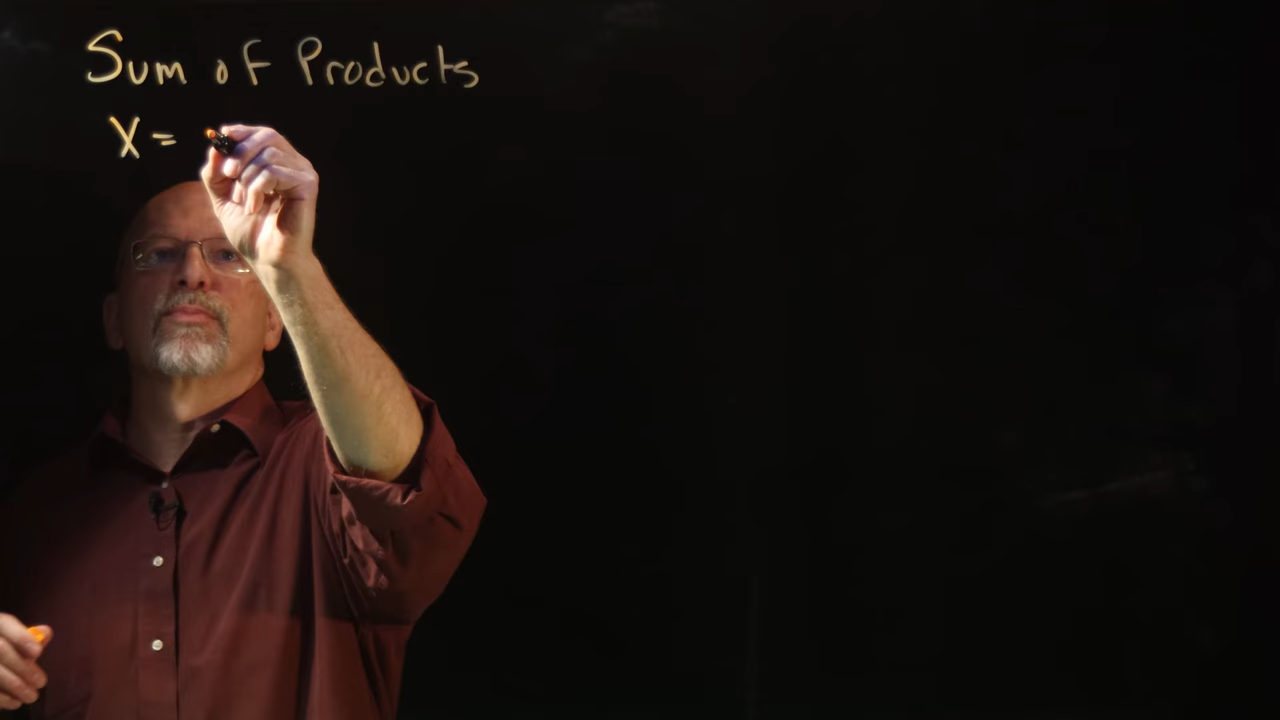 Sum of Products
X =